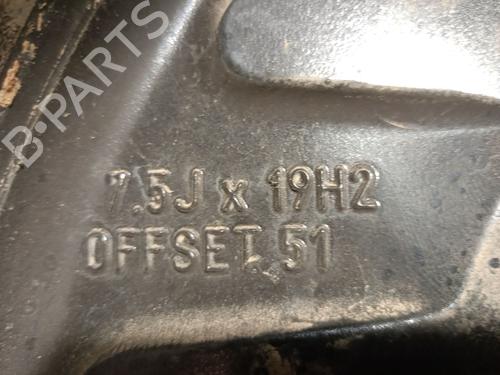 B-PARTS
7.5J x 19H2
OFFSET 51